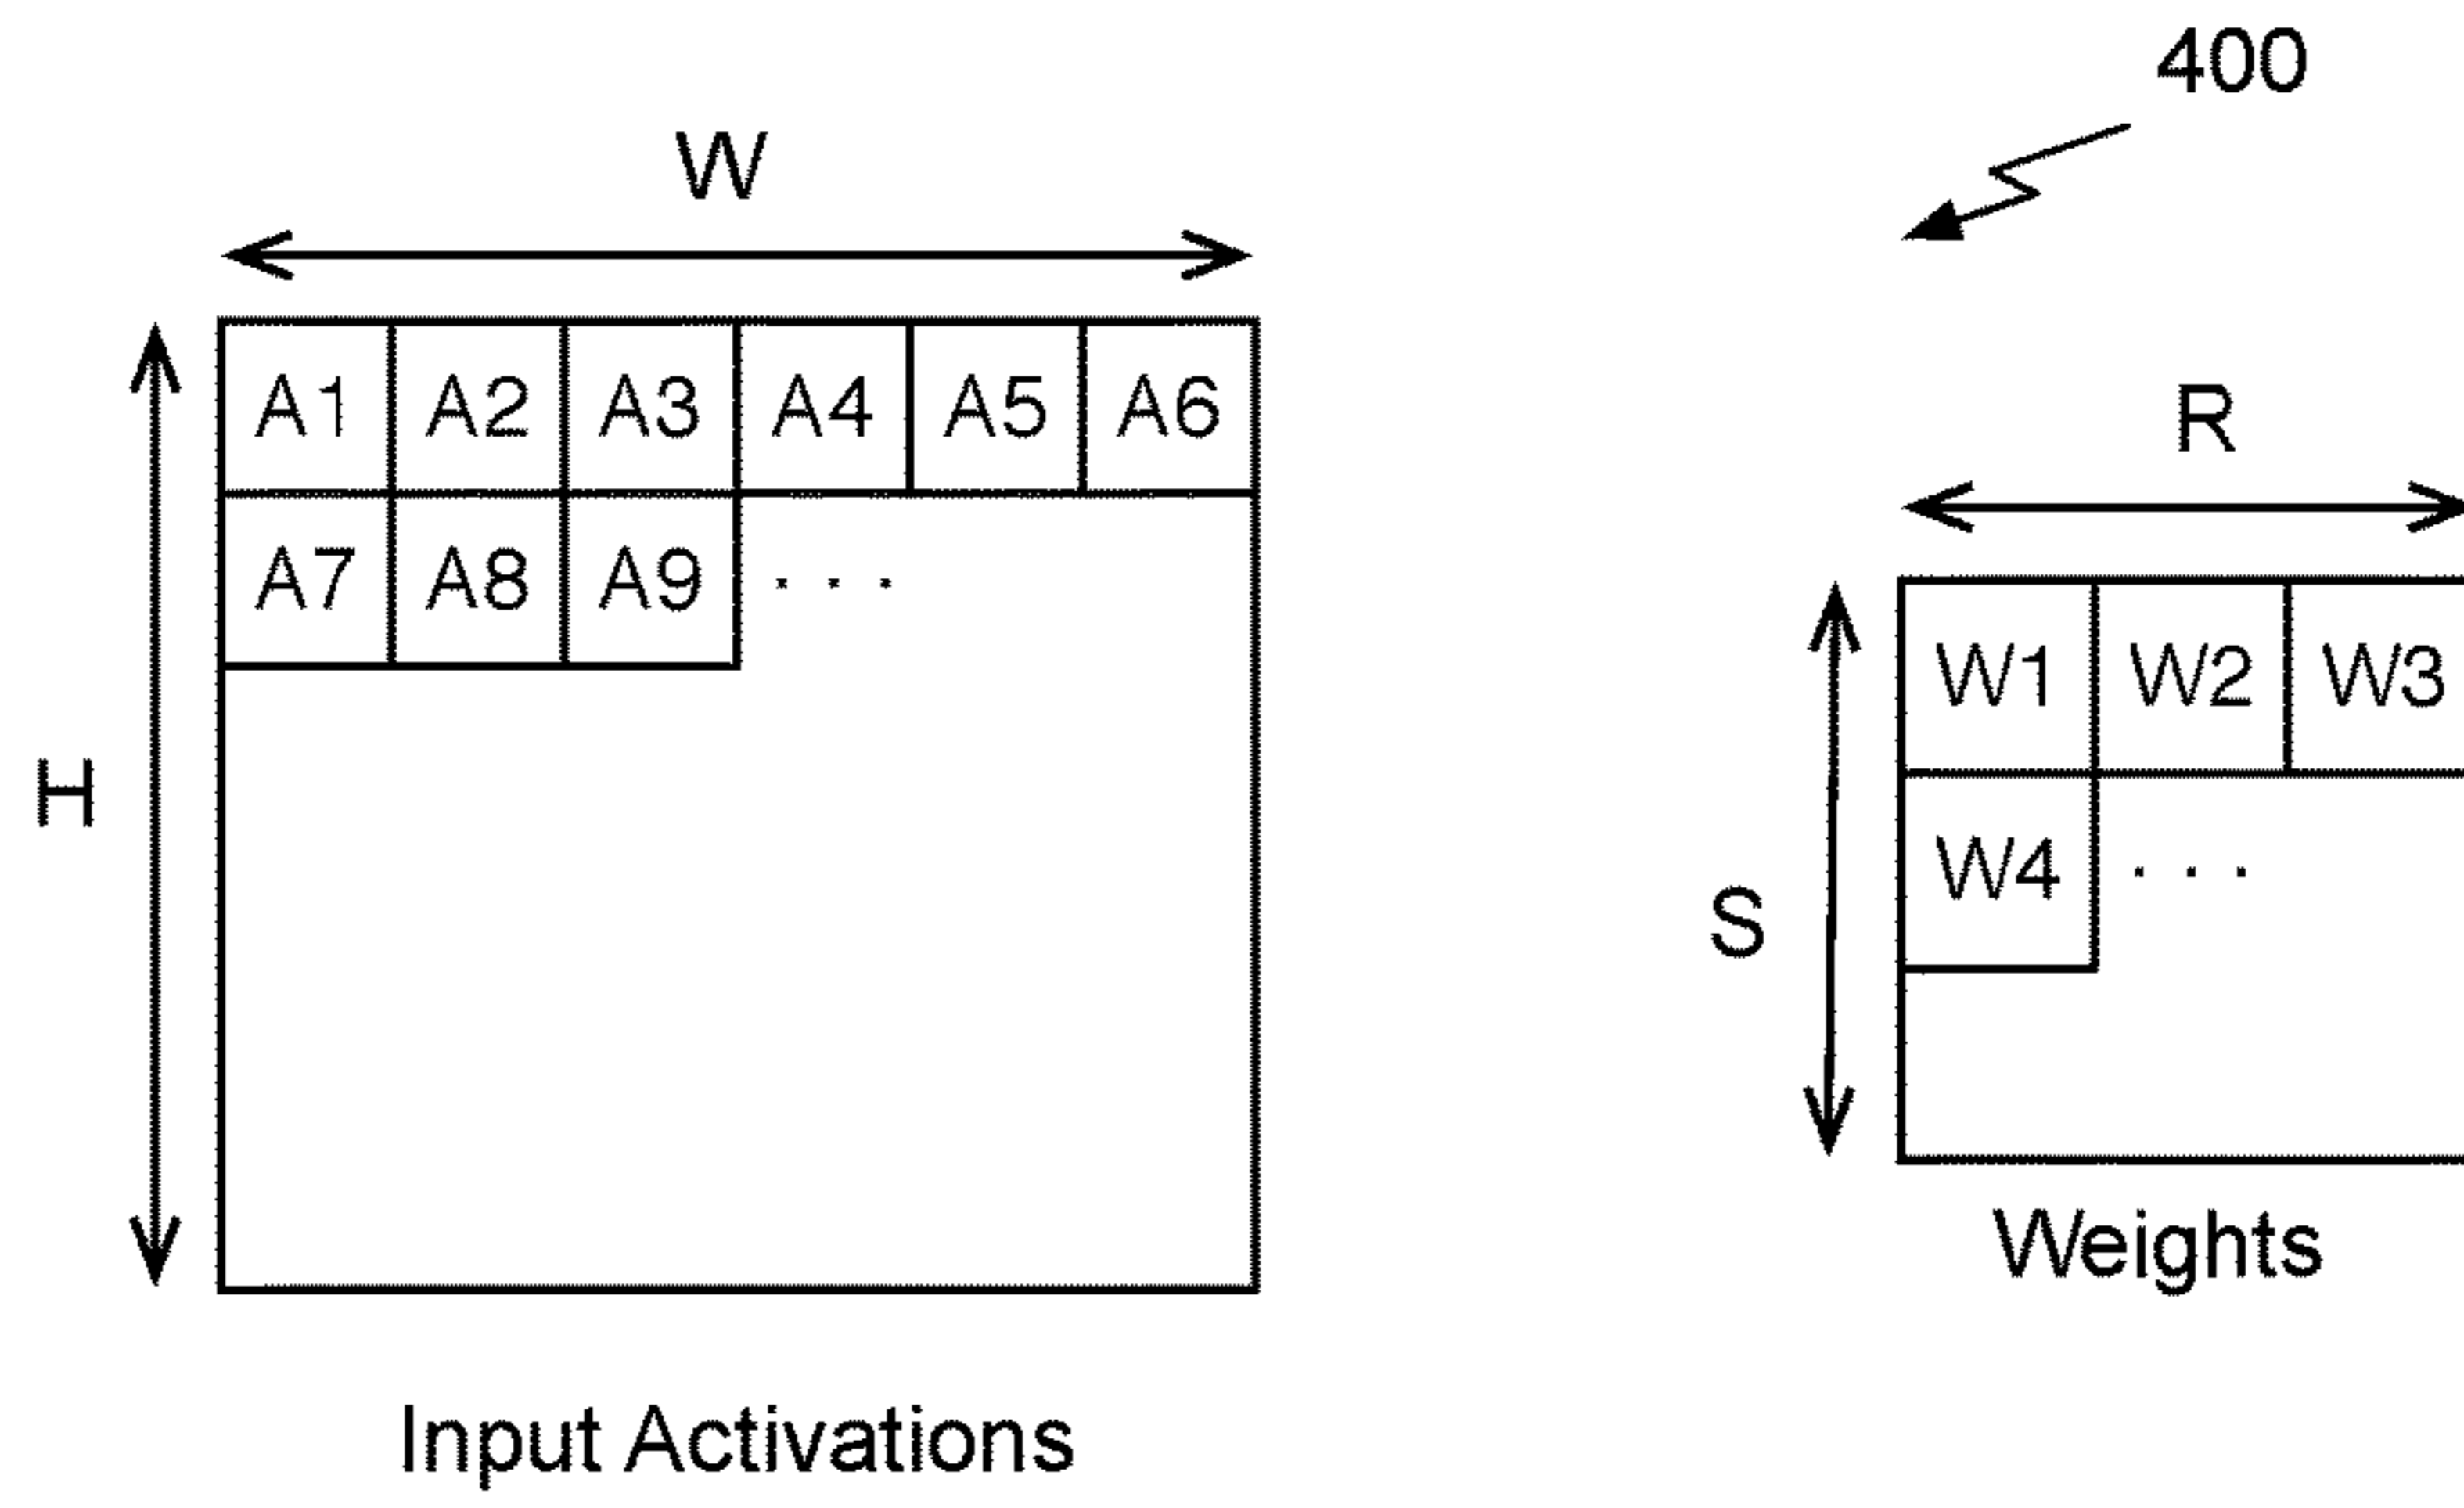 400
W
A1 A2 A3 A4 A5 A6
R
A7 A8 A9 . . .
W1 W2 W3
H
W4 . . .
S
Weights
Input Activations